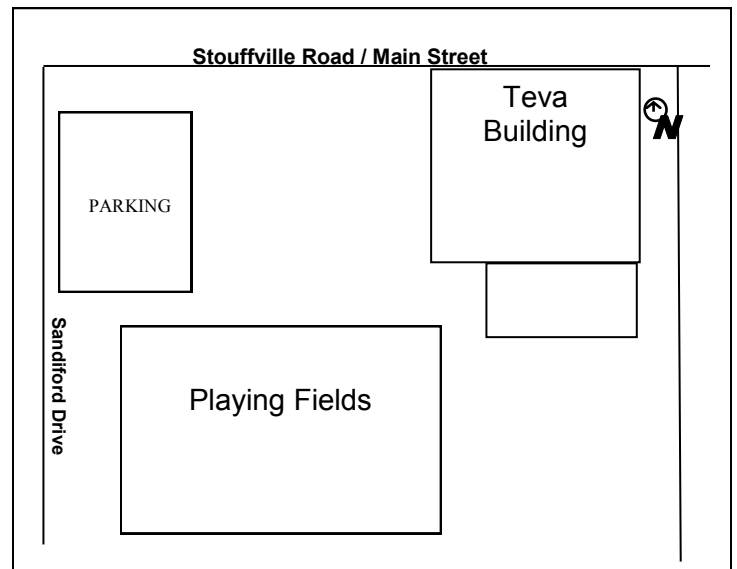 Stouffville Road / Main Street
Teva
Building
N
PARKING
Sandiford Drive
Playing Fields